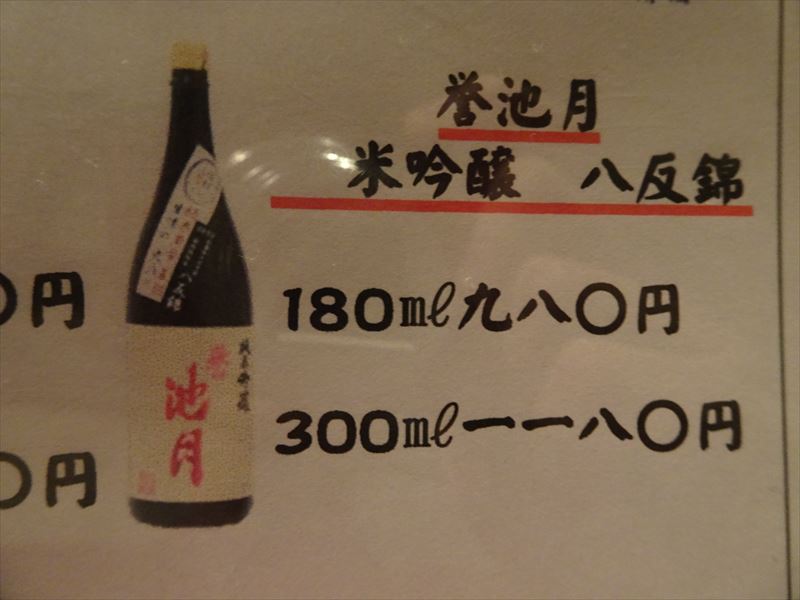 誉池月
米吟醸 八反錦
180㎖九八〇円
300㎖一一八〇円
〇円
〇円
誉
池月
純米吟醸